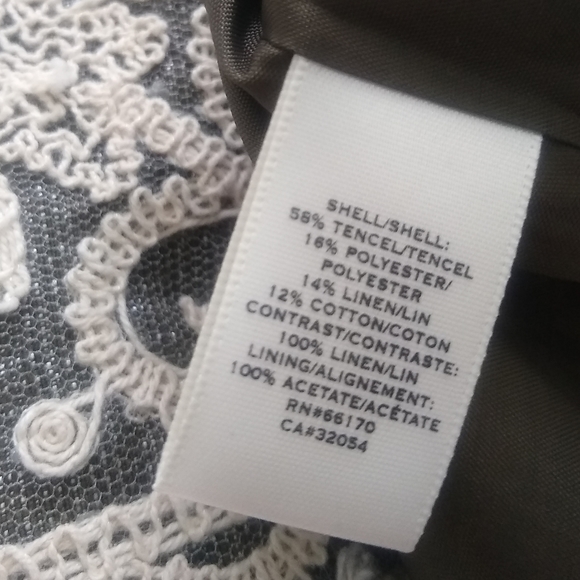 SHELL/SHELL:
58% TENCEL/TENCEL
16% POLYESTER/
POLYESTER
14% LINEN/LIN
12% COTTON/COTON
CONTRAST/CONTRASTE:
100% LINEN/LIN
LINING/ALIGNEMENT:
100% ACETATE/ACÉTATE
RN#66170
CA#32054